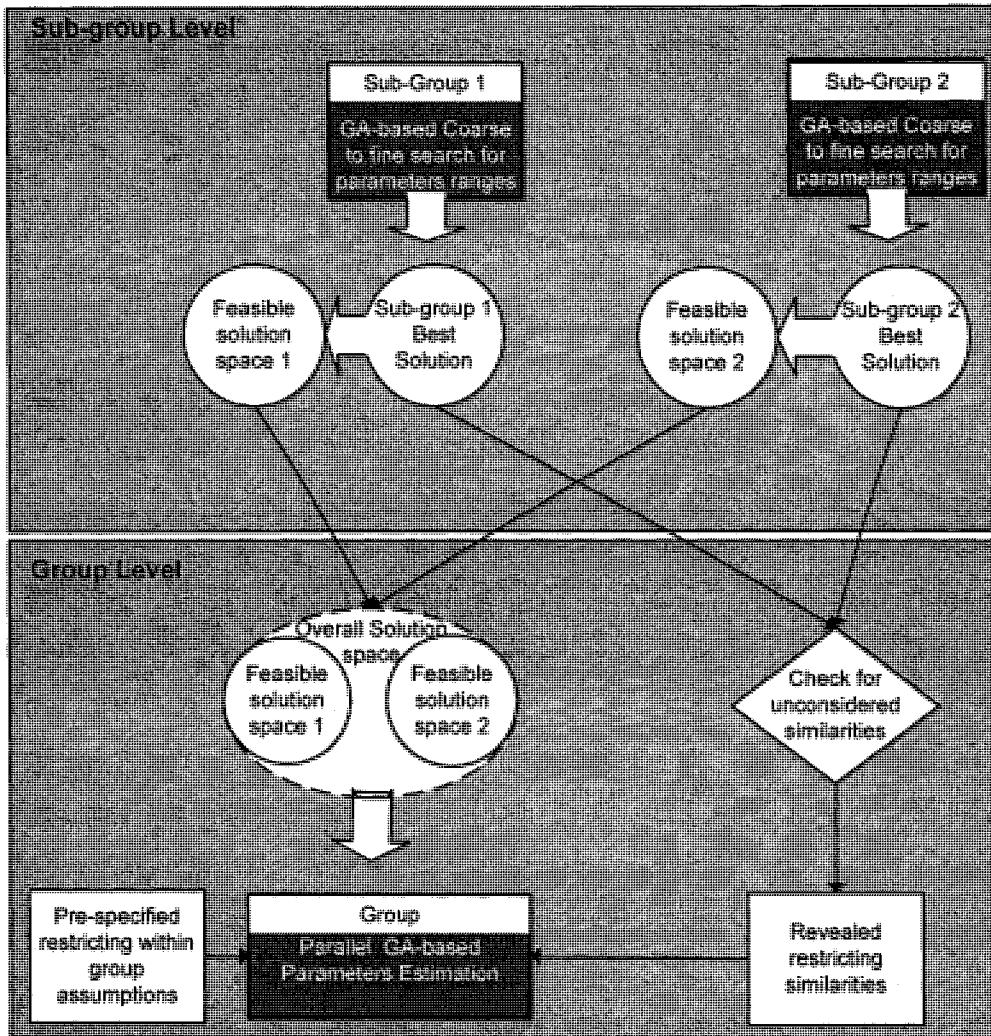 Sub-group Level
Sub-Group 1
GA-based Coarse
to fine search for
parameters ranges
Sub-Group 2
GA-based Coarse
to fine search for
parameters ranges
Feasible
solution
space 1
Sub-group 1
Best
Solution
Feasible
solution
space 2
Sub-group 2
Best
Solution
Group Level
Overall Solution
space
Feasible
solution
space 1
Feasible
solution
space 2
Check for
unconsidered
similarities
Pre-specified
restricting within
group
assumptions
Group
Parallel GA-based
Parameters Estimation
Revealed
restricting
similarities